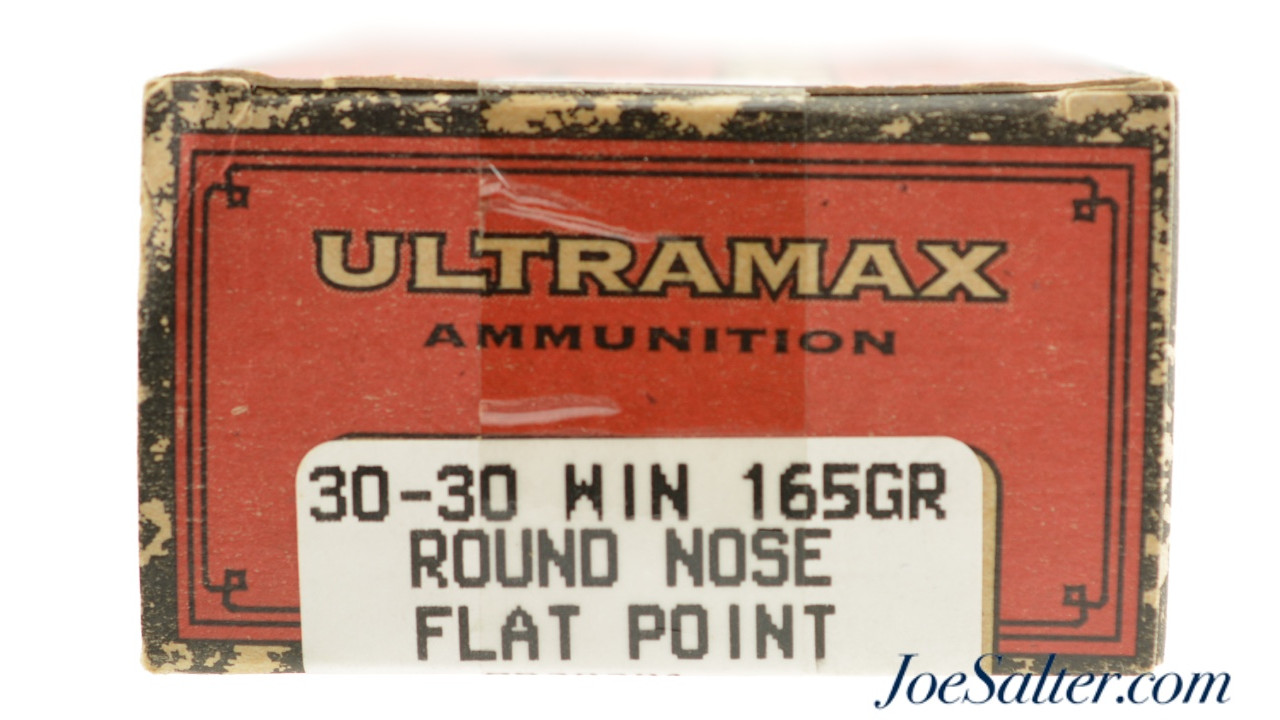 ULTRAMAX
AMMUNITION
30-30 WIN 165GR
ROUND NOSE
FLAT POINT
JoeSalter.com